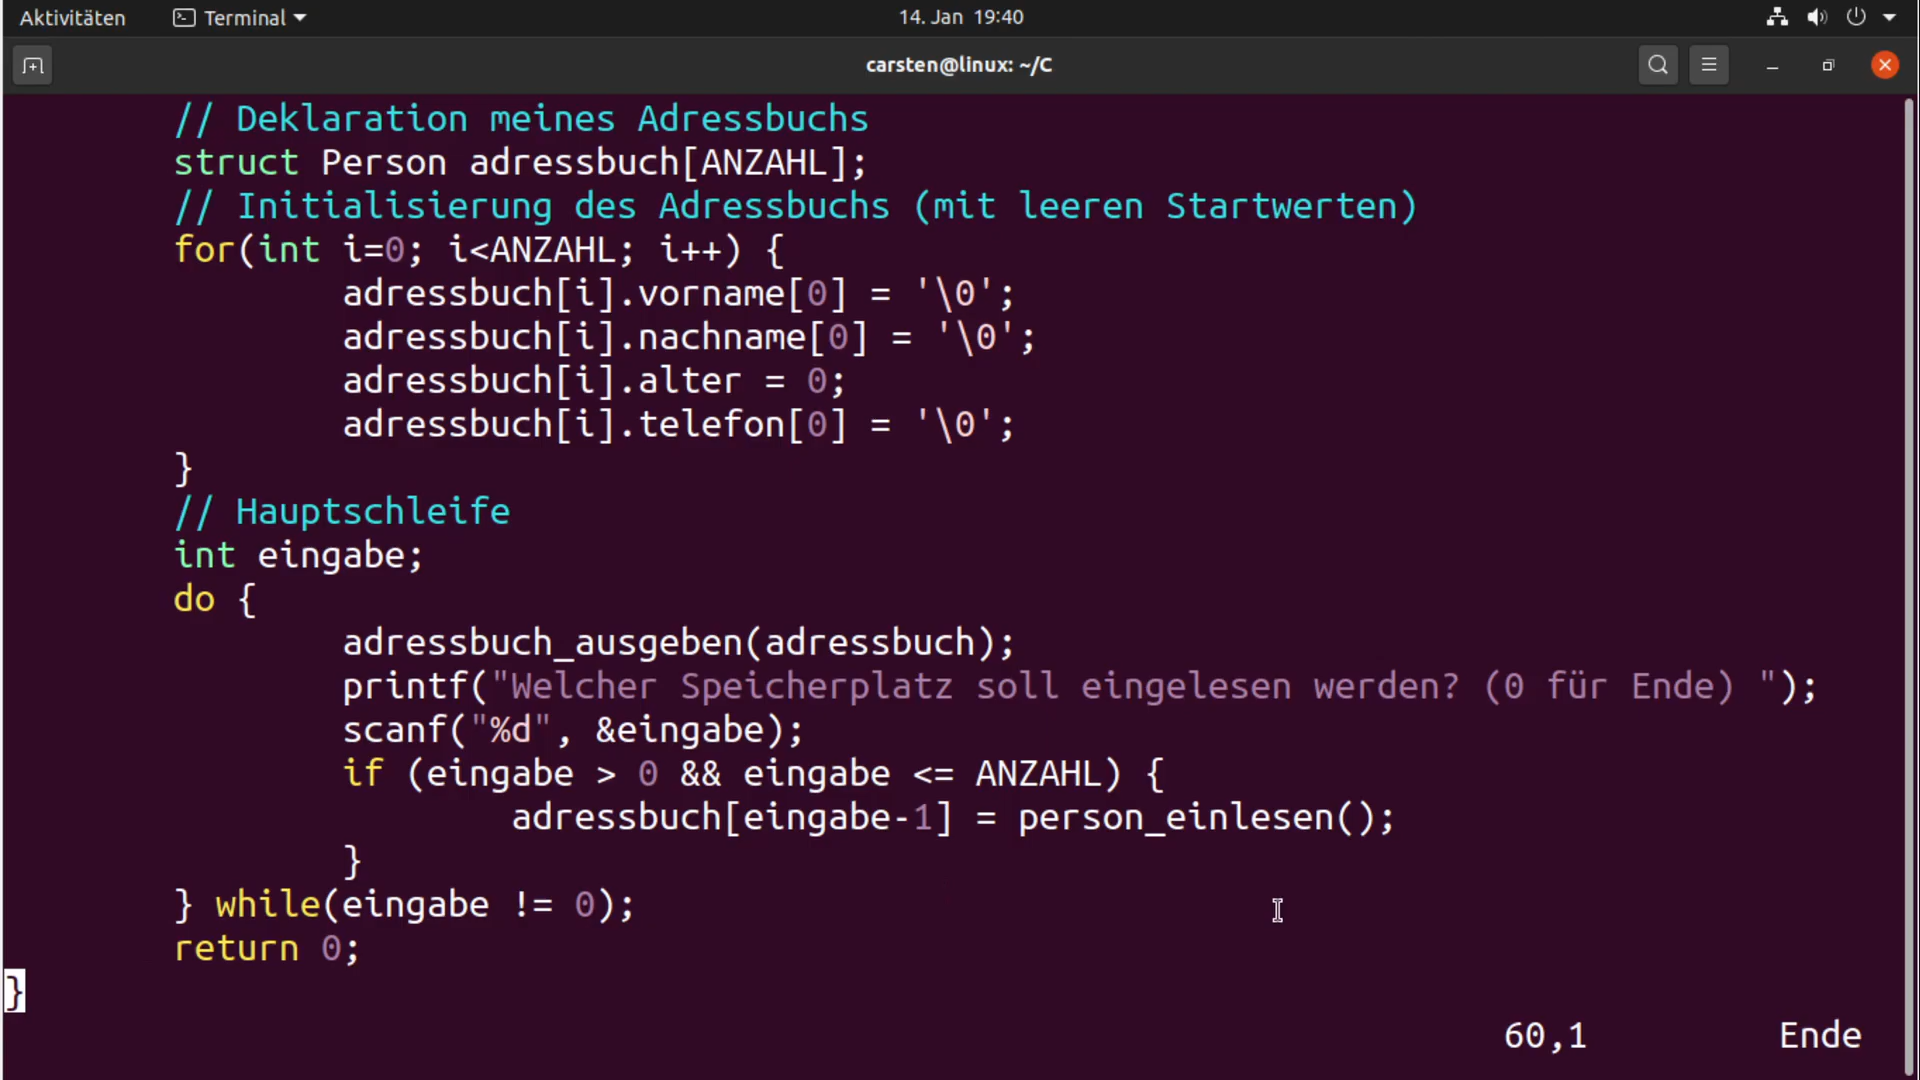 Aktivitäten Terminal 14. Jan 19:40
carsten@linux: ~/C
// Deklaration meines Adressbuchs
struct Person adressbuch[ANZAHL];
// Initialisierung des Adressbuchs (mit leeren Startwerten)
for(int i=0; i<ANZAHL; i++) {
adressbuch[i].vorname[0] = '\0';
adressbuch[i].nachname[0] = '\0';
adressbuch[i].alter = 0;
adressbuch[i].telefon[0] = '\0';
}
// Hauptschleife
int eingabe;
do {
adressbuch_ausgeben(adressbuch);
printf("Welcher Speicherplatz soll eingelesen werden? (0 für Ende) ");
scanf("%d", &eingabe);
if (eingabe > 0 && eingabe <= ANZAHL) {
adressbuch[eingabe-1] = person_einlesen();
}
} while(eingabe != 0);
return 0;
}
60,1 Ende